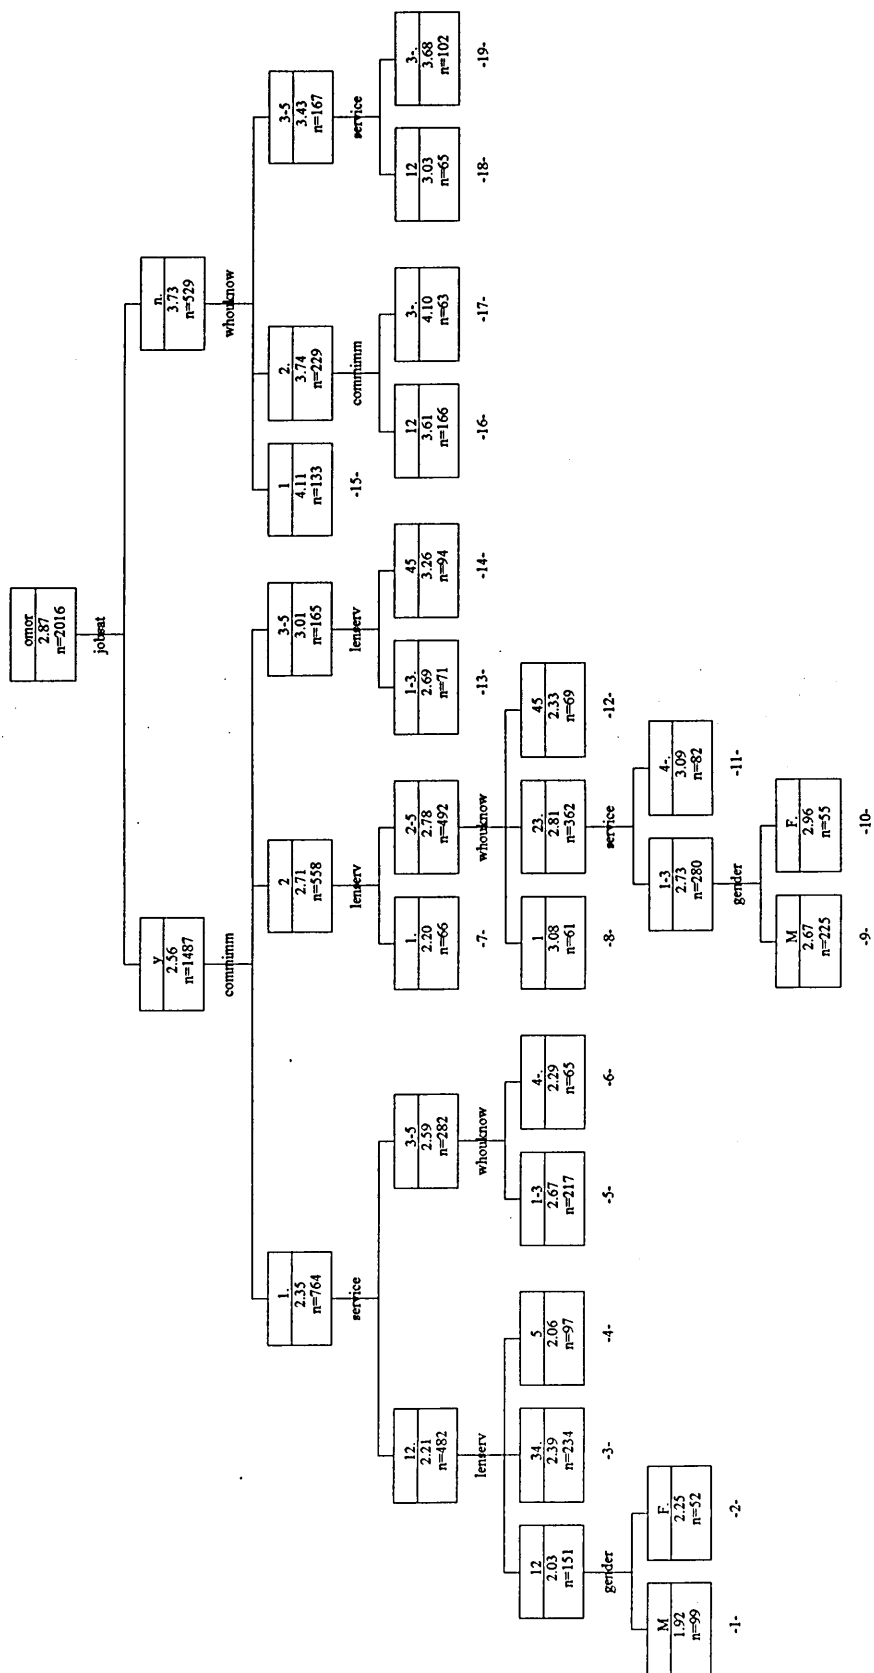 omor
2.87
n=2016
jobsat
y
2.56
n=1487
n.
3.73
n=529
commimm
whouknow
1.
2.35
n=764
2
2.71
n=558
3-5
3.01
n=165
1
4.11
n=133
2.
3.74
n=229
3-5
3.43
n=167
service
lenserv
lenserv
-15-
commimm
service
12.
2.21
n=482
3-5
2.59
n=282
1.
2.20
n=66
2-5
2.78
n=492
1-3.
2.69
n=71
45
3.26
n=94
12
3.61
n=166
3-.
4.10
n=63
12
3.03
n=65
3-.
3.68
n=102
lenserv
whouknow
-7-
whouknow
-13-
-14-
-16-
-17-
-18-
-19-
12
2.03
n=151
34.
2.39
n=234
5
2.06
n=97
1-3
2.67
n=217
4-.
2.29
n=65
1
3.08
n=61
23.
2.81
n=362
45
2.33
n=69
gender
-3-
-4-
-5-
-6-
-8-
service
-12-
M
1.92
n=99
F.
2.25
n=52
1-3
2.73
n=280
4-.
3.09
n=82
-1-
-2-
gender
-11-
M
2.67
n=225
F.
2.96
n=55
-9-
-10-